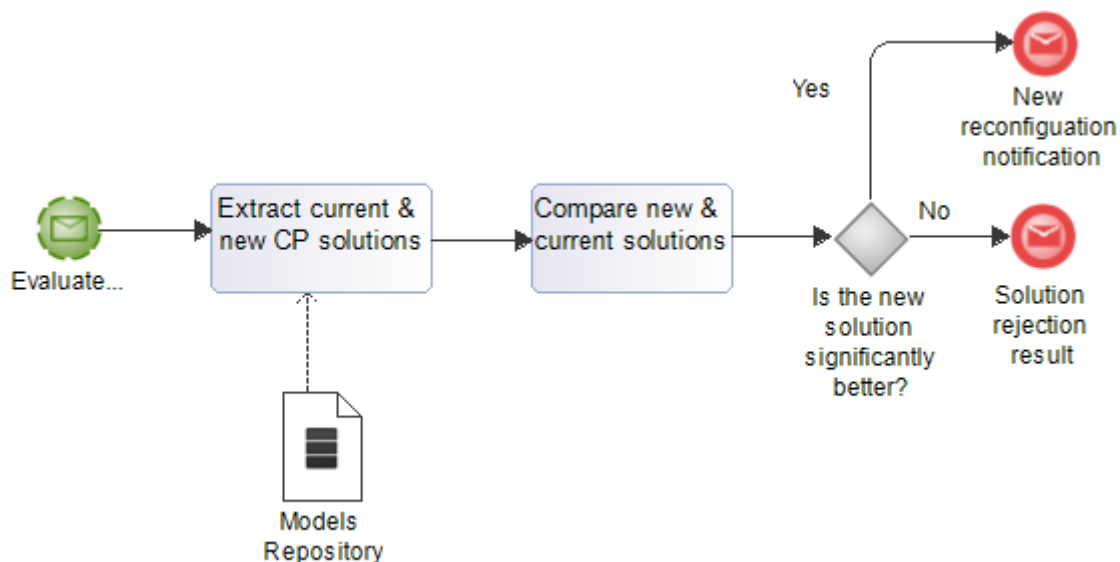 Yes
New
reconfiguation
notification
Extract current &
new CP solutions
Compare new &
current solutions
No
Evaluate...
Is the new
solution
significantly
better?
Solution
rejection
result
Models
Repository